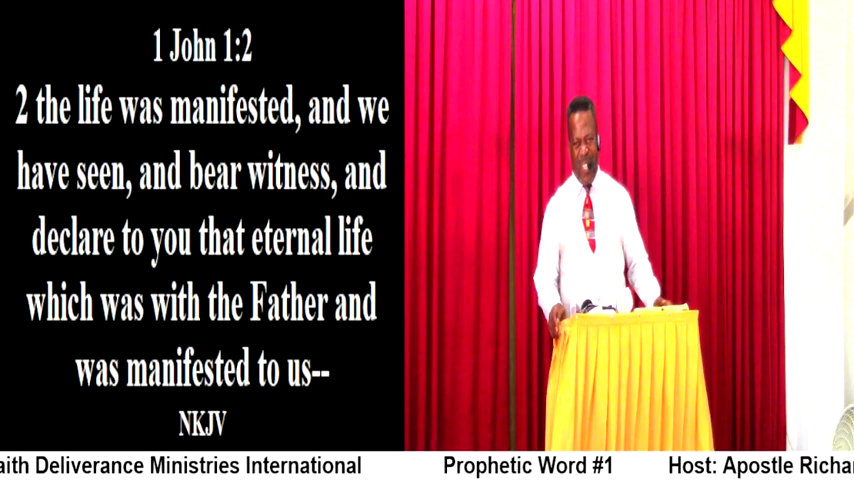 1 John 1:2
2 the life was manifested, and we
have seen, and bear witness, and
declare to you that eternal life
which was with the Father and
was manifested to us--
NKJV
aith Deliverance Ministries International Prophetic Word #1 Host: Apostle Richa